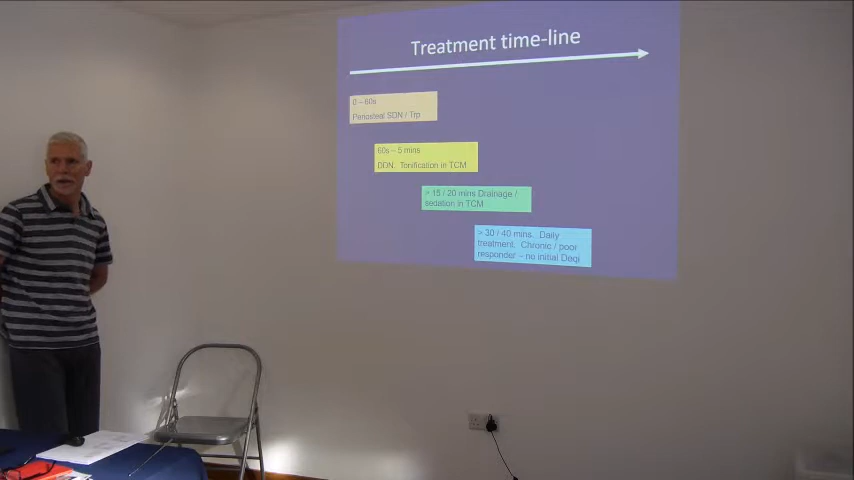 Treatment time-line
0 – 60s
Periosteal SDN / Trp
60s – 5 mins
DDN. Tonification in TCM
> 15 / 20 mins Drainage /
sedation in TCM
> 30 / 40 mins. Daily
treatment. Chronic / poor
responder – no initial Deqi